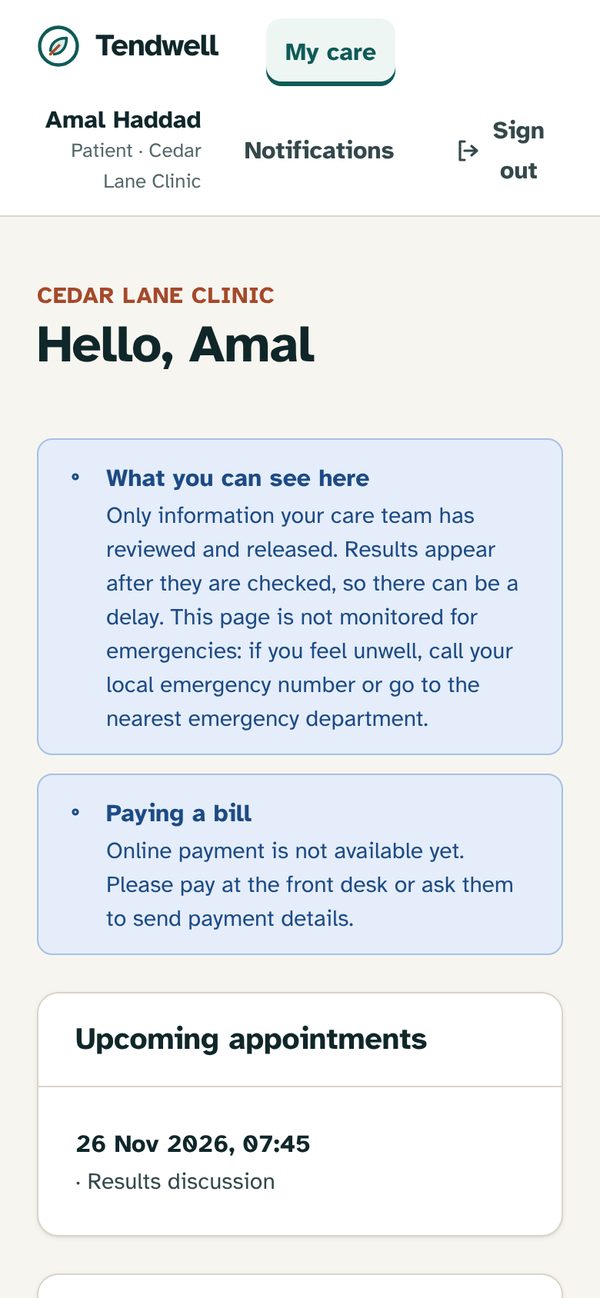 Tendwell
My care
Amal Haddad
Patient · Cedar
Lane Clinic
Notifications
Sign
out
CEDAR LANE CLINIC
Hello, Amal
What you can see here
Only information your care team has
reviewed and released. Results appear
after they are checked, so there can be a
delay. This page is not monitored for
emergencies: if you feel unwell, call your
local emergency number or go to the
nearest emergency department.
Paying a bill
Online payment is not available yet.
Please pay at the front desk or ask them
to send payment details.
Upcoming appointments
26 Nov 2026, 07:45
· Results discussion